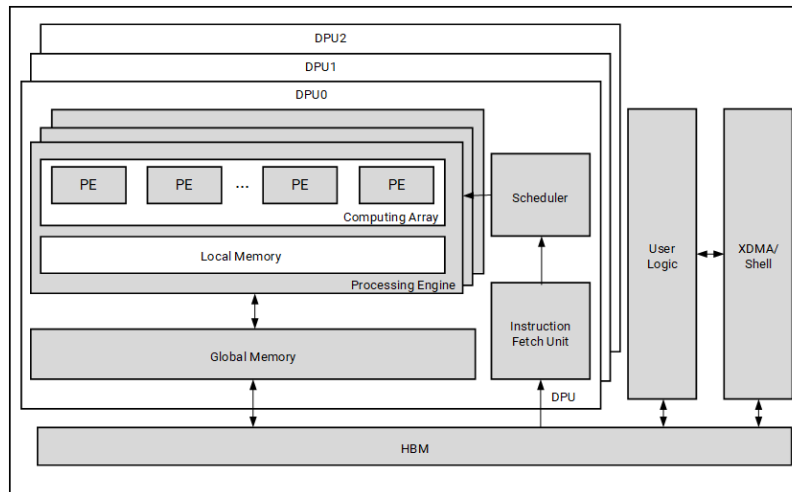 DPU2
DPU1
DPU0
PE
PE
...
PE
PE
Computing Array
Local Memory
Processing Engine
Scheduler
Instruction
Fetch Unit
Global Memory
DPU
User
Logic
XDMA/
Shell
HBM